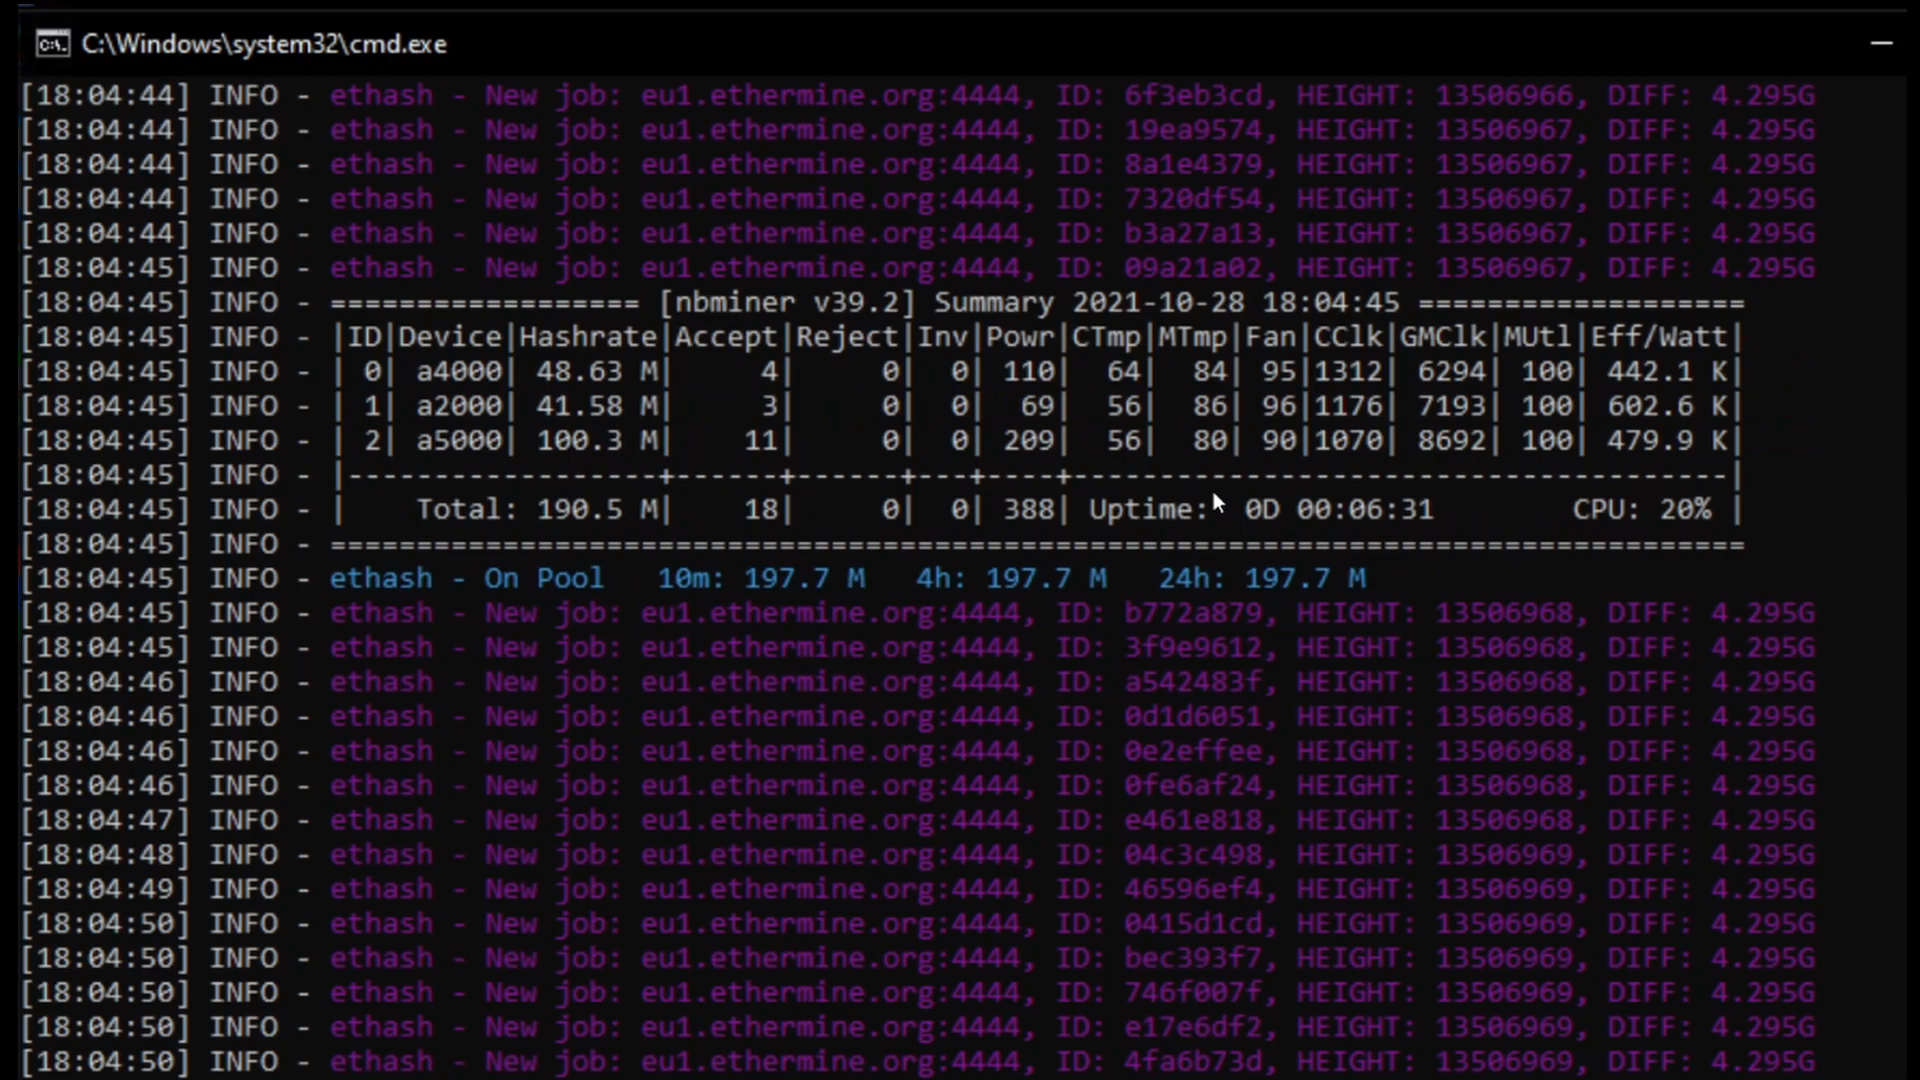 C:\Windows\system32\cmd.exe
[18:04:44] INFO - ethash - New job: eu1.ethermine.org:4444, ID: 6f3eb3cd, HEIGHT: 13506966, DIFF: 4.295G
[18:04:44] INFO - ethash - New job: eu1.ethermine.org:4444, ID: 19ea9574, HEIGHT: 13506967, DIFF: 4.295G
[18:04:44] INFO - ethash - New job: eu1.ethermine.org:4444, ID: 8a1e4379, HEIGHT: 13506967, DIFF: 4.295G
[18:04:44] INFO - ethash - New job: eu1.ethermine.org:4444, ID: 7320df54, HEIGHT: 13506967, DIFF: 4.295G
[18:04:44] INFO - ethash - New job: eu1.ethermine.org:4444, ID: b3a27a13, HEIGHT: 13506967, DIFF: 4.295G
[18:04:45] INFO - ethash - New job: eu1.ethermine.org:4444, ID: 09a21a02, HEIGHT: 13506967, DIFF: 4.295G
[18:04:45] INFO - ================== [nbminer v39.2] Summary 2021-10-28 18:04:45 ===================
[18:04:45] INFO - |ID|Device|Hashrate|Accept|Reject|Inv|Powr|CTmp|MTmp|Fan|CClk|GMClk|MUtl|Eff/Watt|
[18:04:45] INFO - | 0| a4000| 48.63 M|     4|     0|  0| 110|  64|  84| 95|1312| 6294| 100| 442.1 K|
[18:04:45] INFO - | 1| a2000| 41.58 M|     3|     0|  0|  69|  56|  86| 96|1176| 7193| 100| 602.6 K|
[18:04:45] INFO - | 2| a5000| 100.3 M|    11|     0|  0| 209|  56|  80| 90|1070| 8692| 100| 479.9 K|
[18:04:45] INFO - |------------------+------+------+---+----+--------------------------------------|
[18:04:45] INFO - |    Total: 190.5 M|    18|     0|  0| 388| Uptime:  0D 00:06:31        CPU: 20% |
[18:04:45] INFO - ==================================================================================
[18:04:45] INFO - ethash - On Pool   10m: 197.7 M   4h: 197.7 M   24h: 197.7 M
[18:04:45] INFO - ethash - New job: eu1.ethermine.org:4444, ID: b772a879, HEIGHT: 13506968, DIFF: 4.295G
[18:04:45] INFO - ethash - New job: eu1.ethermine.org:4444, ID: 3f9e9612, HEIGHT: 13506968, DIFF: 4.295G
[18:04:46] INFO - ethash - New job: eu1.ethermine.org:4444, ID: a542483f, HEIGHT: 13506968, DIFF: 4.295G
[18:04:46] INFO - ethash - New job: eu1.ethermine.org:4444, ID: 0d1d6051, HEIGHT: 13506968, DIFF: 4.295G
[18:04:46] INFO - ethash - New job: eu1.ethermine.org:4444, ID: 0e2effee, HEIGHT: 13506968, DIFF: 4.295G
[18:04:46] INFO - ethash - New job: eu1.ethermine.org:4444, ID: 0fe6af24, HEIGHT: 13506968, DIFF: 4.295G
[18:04:47] INFO - ethash - New job: eu1.ethermine.org:4444, ID: e461e818, HEIGHT: 13506968, DIFF: 4.295G
[18:04:48] INFO - ethash - New job: eu1.ethermine.org:4444, ID: 04c3c498, HEIGHT: 13506969, DIFF: 4.295G
[18:04:49] INFO - ethash - New job: eu1.ethermine.org:4444, ID: 46596ef4, HEIGHT: 13506969, DIFF: 4.295G
[18:04:50] INFO - ethash - New job: eu1.ethermine.org:4444, ID: 0415d1cd, HEIGHT: 13506969, DIFF: 4.295G
[18:04:50] INFO - ethash - New job: eu1.ethermine.org:4444, ID: bec393f7, HEIGHT: 13506969, DIFF: 4.295G
[18:04:50] INFO - ethash - New job: eu1.ethermine.org:4444, ID: 746f007f, HEIGHT: 13506969, DIFF: 4.295G
[18:04:50] INFO - ethash - New job: eu1.ethermine.org:4444, ID: e17e6df2, HEIGHT: 13506969, DIFF: 4.295G
[18:04:50] INFO - ethash - New job: eu1.ethermine.org:4444, ID: 4fa6b73d, HEIGHT: 13506969, DIFF: 4.295G